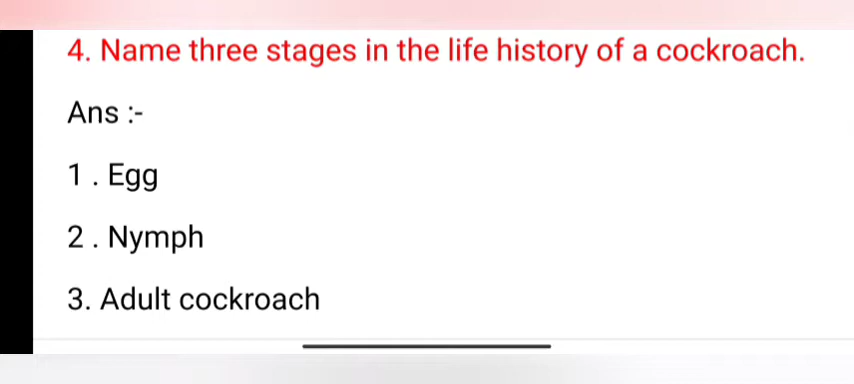 4. Name three stages in the life history of a cockroach.
Ans :-
1 . Egg
2 . Nymph
3. Adult cockroach